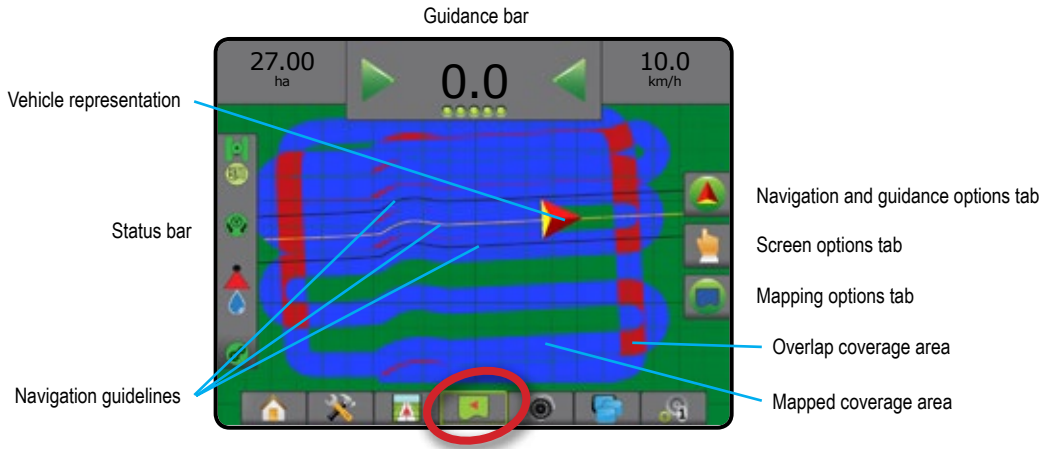 Guidance bar
27.00
ha
0.0
10.0
km/h
Vehicle representation
Status bar
Navigation guidelines
Navigation and guidance options tab
Screen options tab
Mapping options tab
Overlap coverage area
Mapped coverage area
1